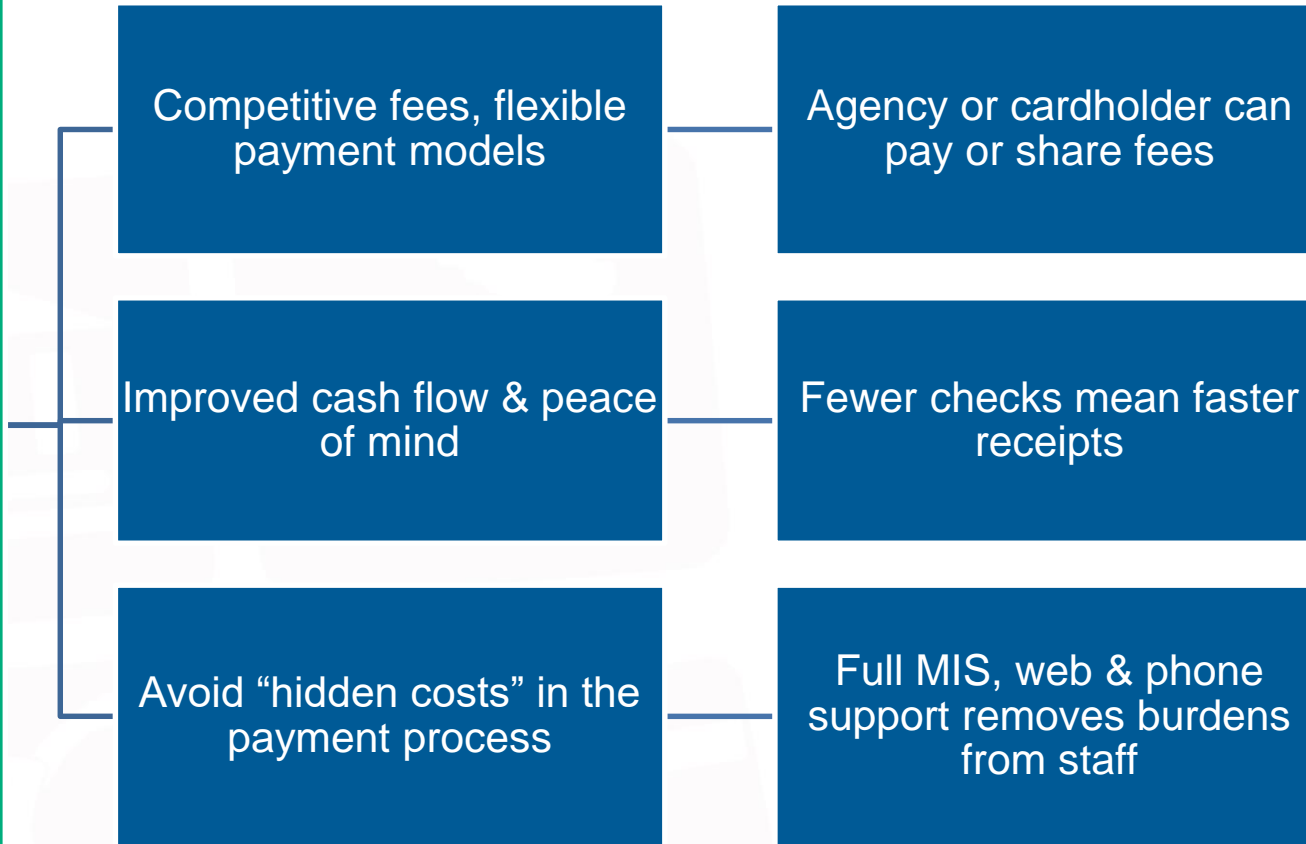 Competitive fees, flexible
payment models
Agency or cardholder can
pay or share fees
Improved cash flow & peace
of mind
Fewer checks mean faster
receipts
Avoid “hidden costs” in the
payment process
Full MIS, web & phone
support removes burdens
from staff